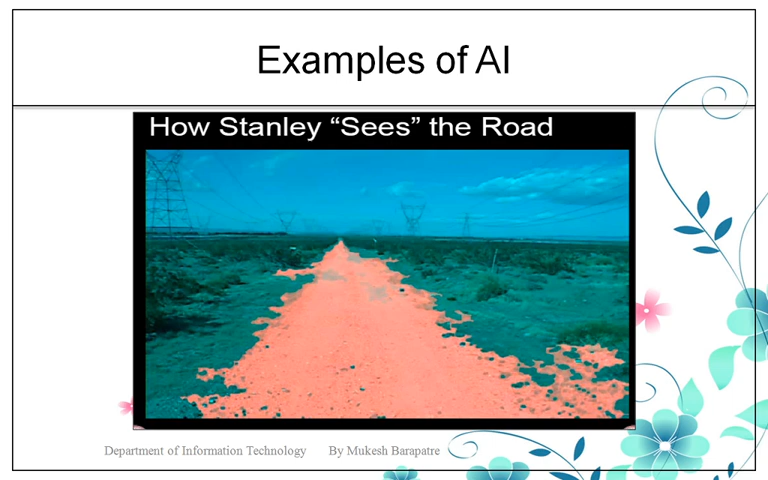 Examples of AI
How Stanley “Sees” the Road
Department of Information Technology By Mukesh Barapatre